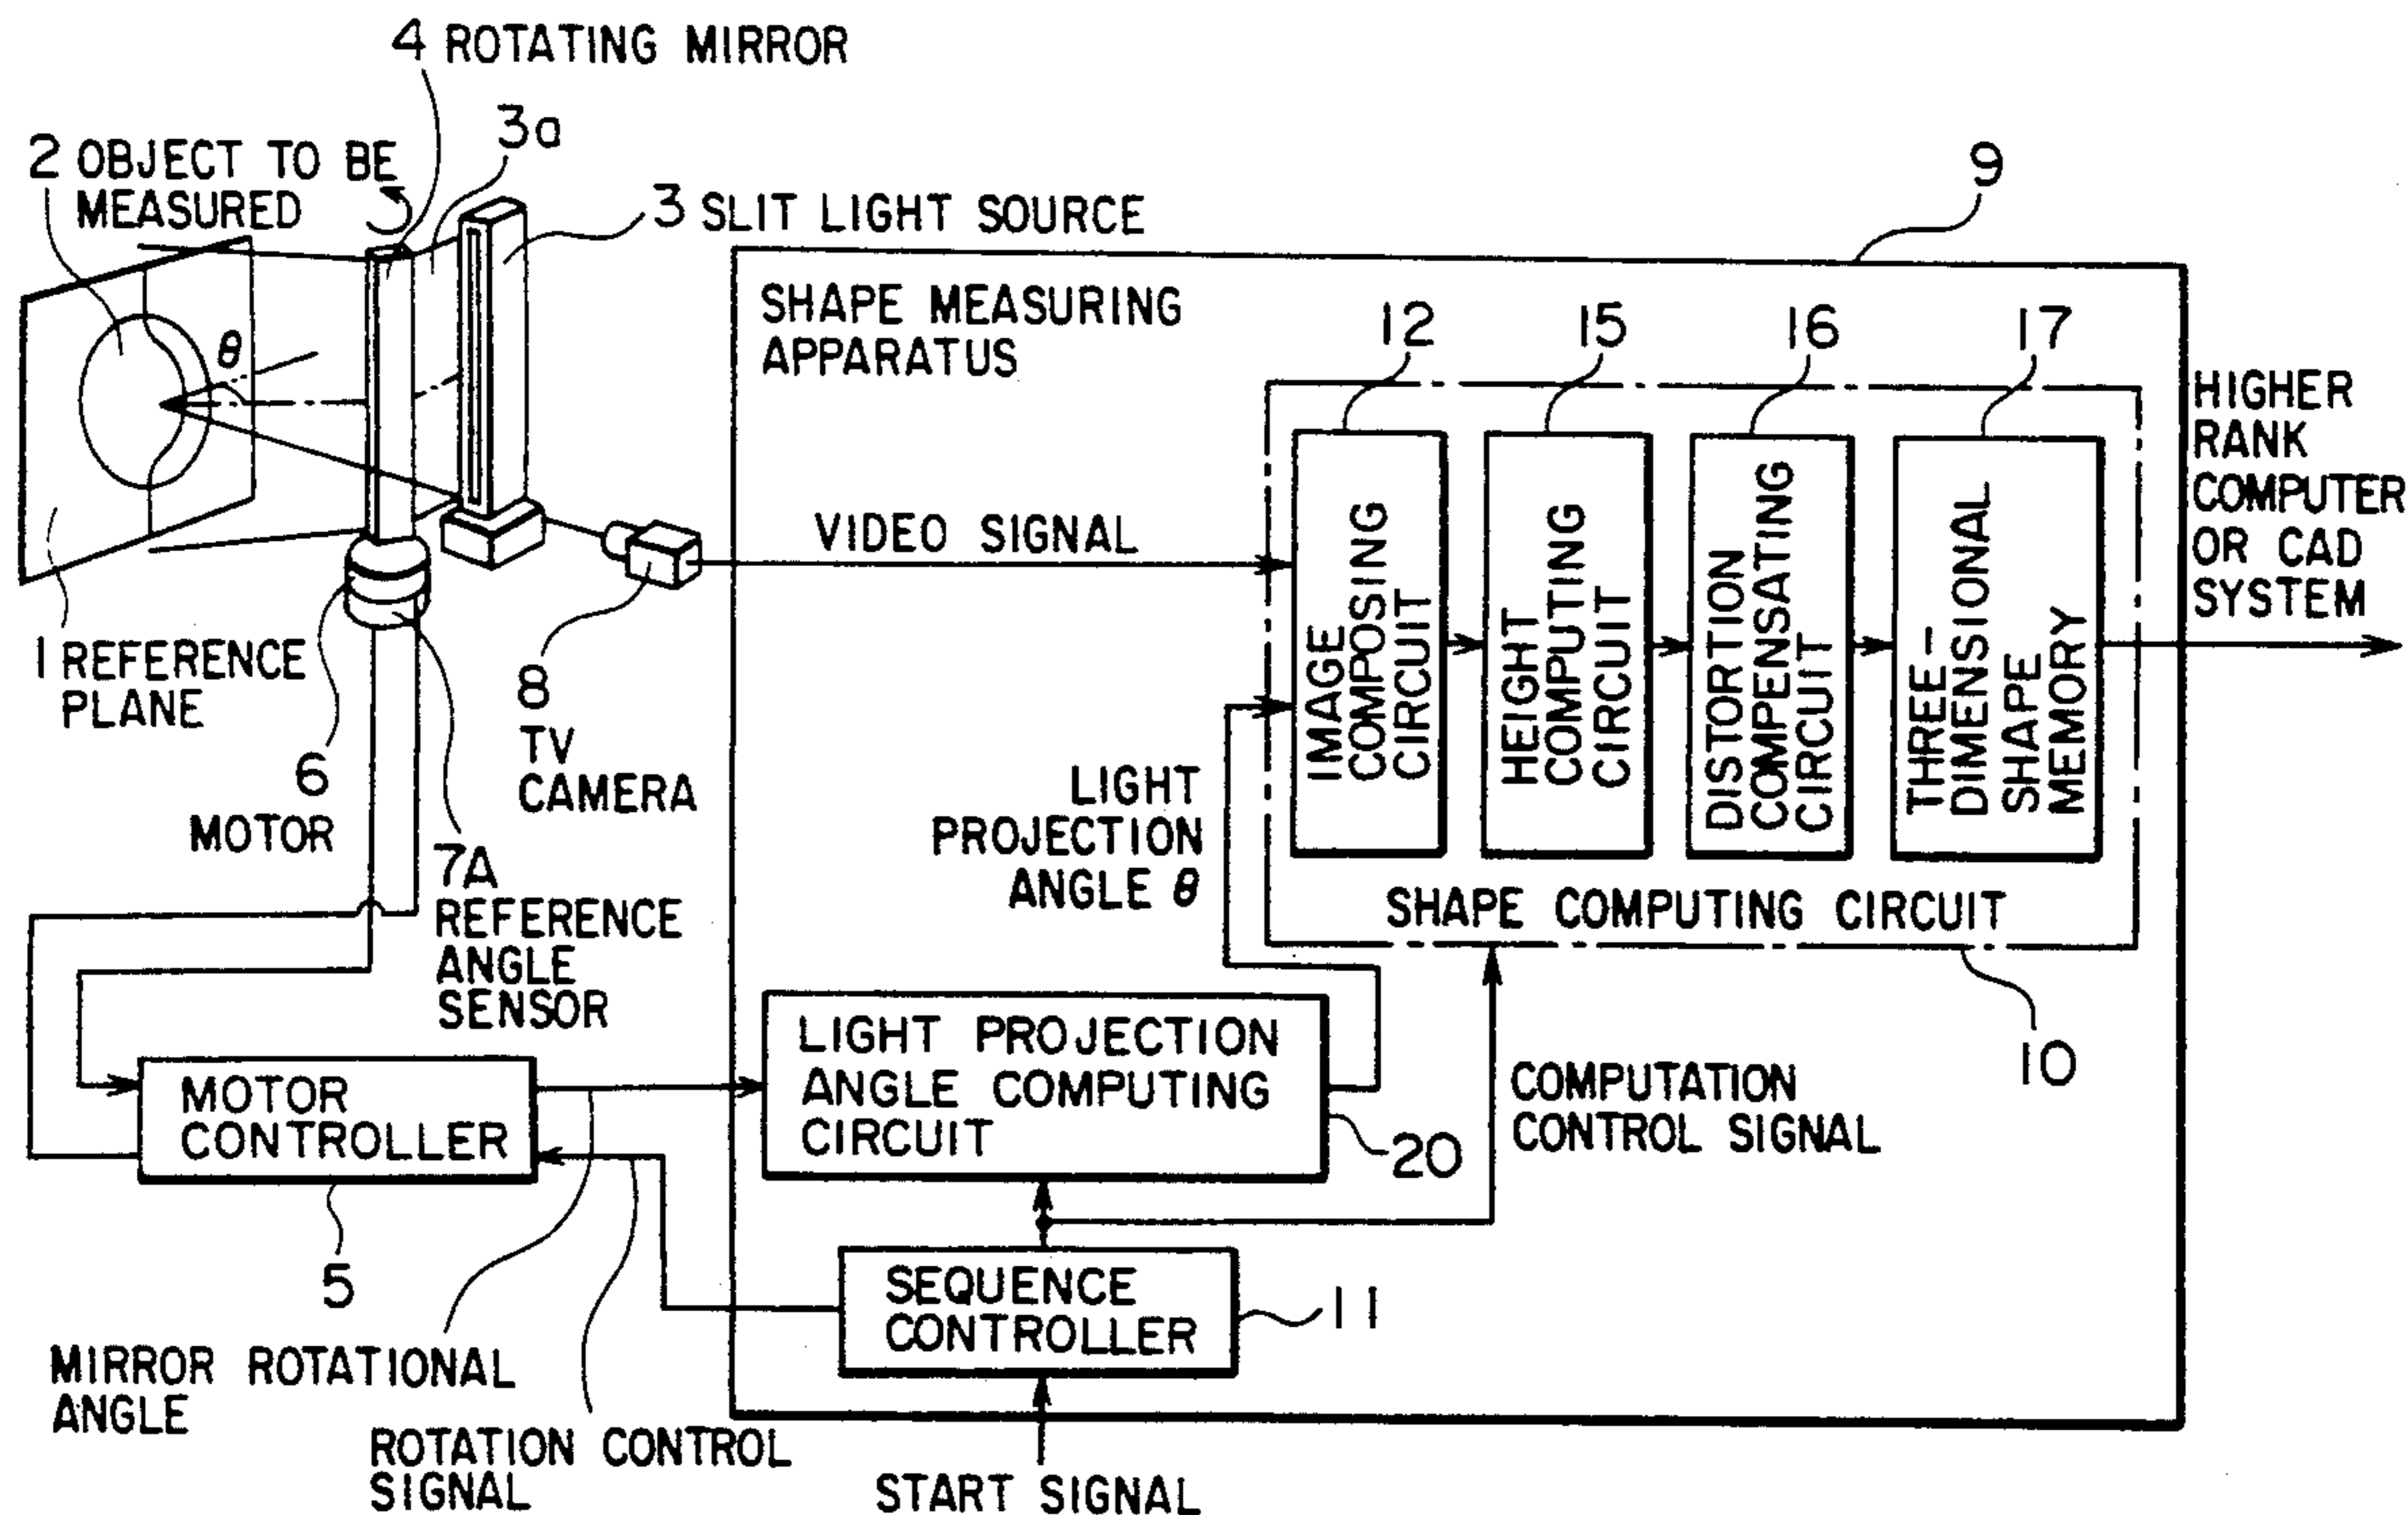 4 ROTATING MIRROR
3a
2 OBJECT TO BE
MEASURED
3 SLIT LIGHT SOURCE
9
SHAPE MEASURING
APPARATUS
12
15
16
17
HIGHER
RANK
COMPUTER
OR CAD
SYSTEM
θ
VIDEO SIGNAL
IMAGE
COMPOSING
CIRCUIT
HEIGHT
COMPUTING
CIRCUIT
DISTORTION
COMPENSATING
CIRCUIT
THREE-
DIMENSIONAL
SHAPE
MEMORY
1 REFERENCE
PLANE
6
MOTOR
8
TV
CAMERA
7A
REFERENCE
ANGLE
SENSOR
LIGHT
PROJECTION
ANGLE θ
SHAPE COMPUTING CIRCUIT
10
MOTOR
CONTROLLER
5
LIGHT PROJECTION
ANGLE COMPUTING
CIRCUIT
20
COMPUTATION
CONTROL SIGNAL
SEQUENCE
CONTROLLER
11
MIRROR ROTATIONAL
ANGLE
ROTATION CONTROL
SIGNAL
START SIGNAL